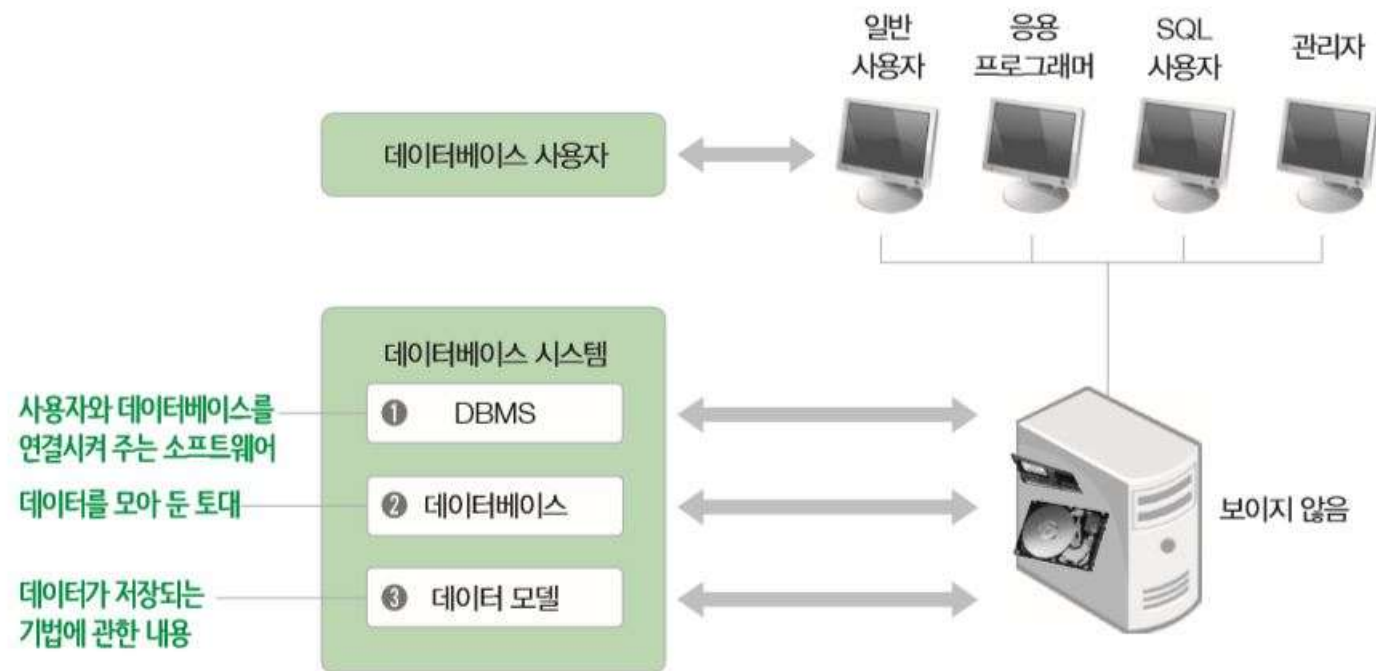 일반
사용자
응용
프로그래머
SQL
사용자
관리자
데이터베이스 사용자
데이터베이스 시스템
사용자와 데이터베이스를
연결시켜 주는 소프트웨어
❶ DBMS
데이터를 모아 둔 토대
❷ 데이터베이스
보이지 않음
데이터가 저장되는
기법에 관한 내용
❸ 데이터 모델